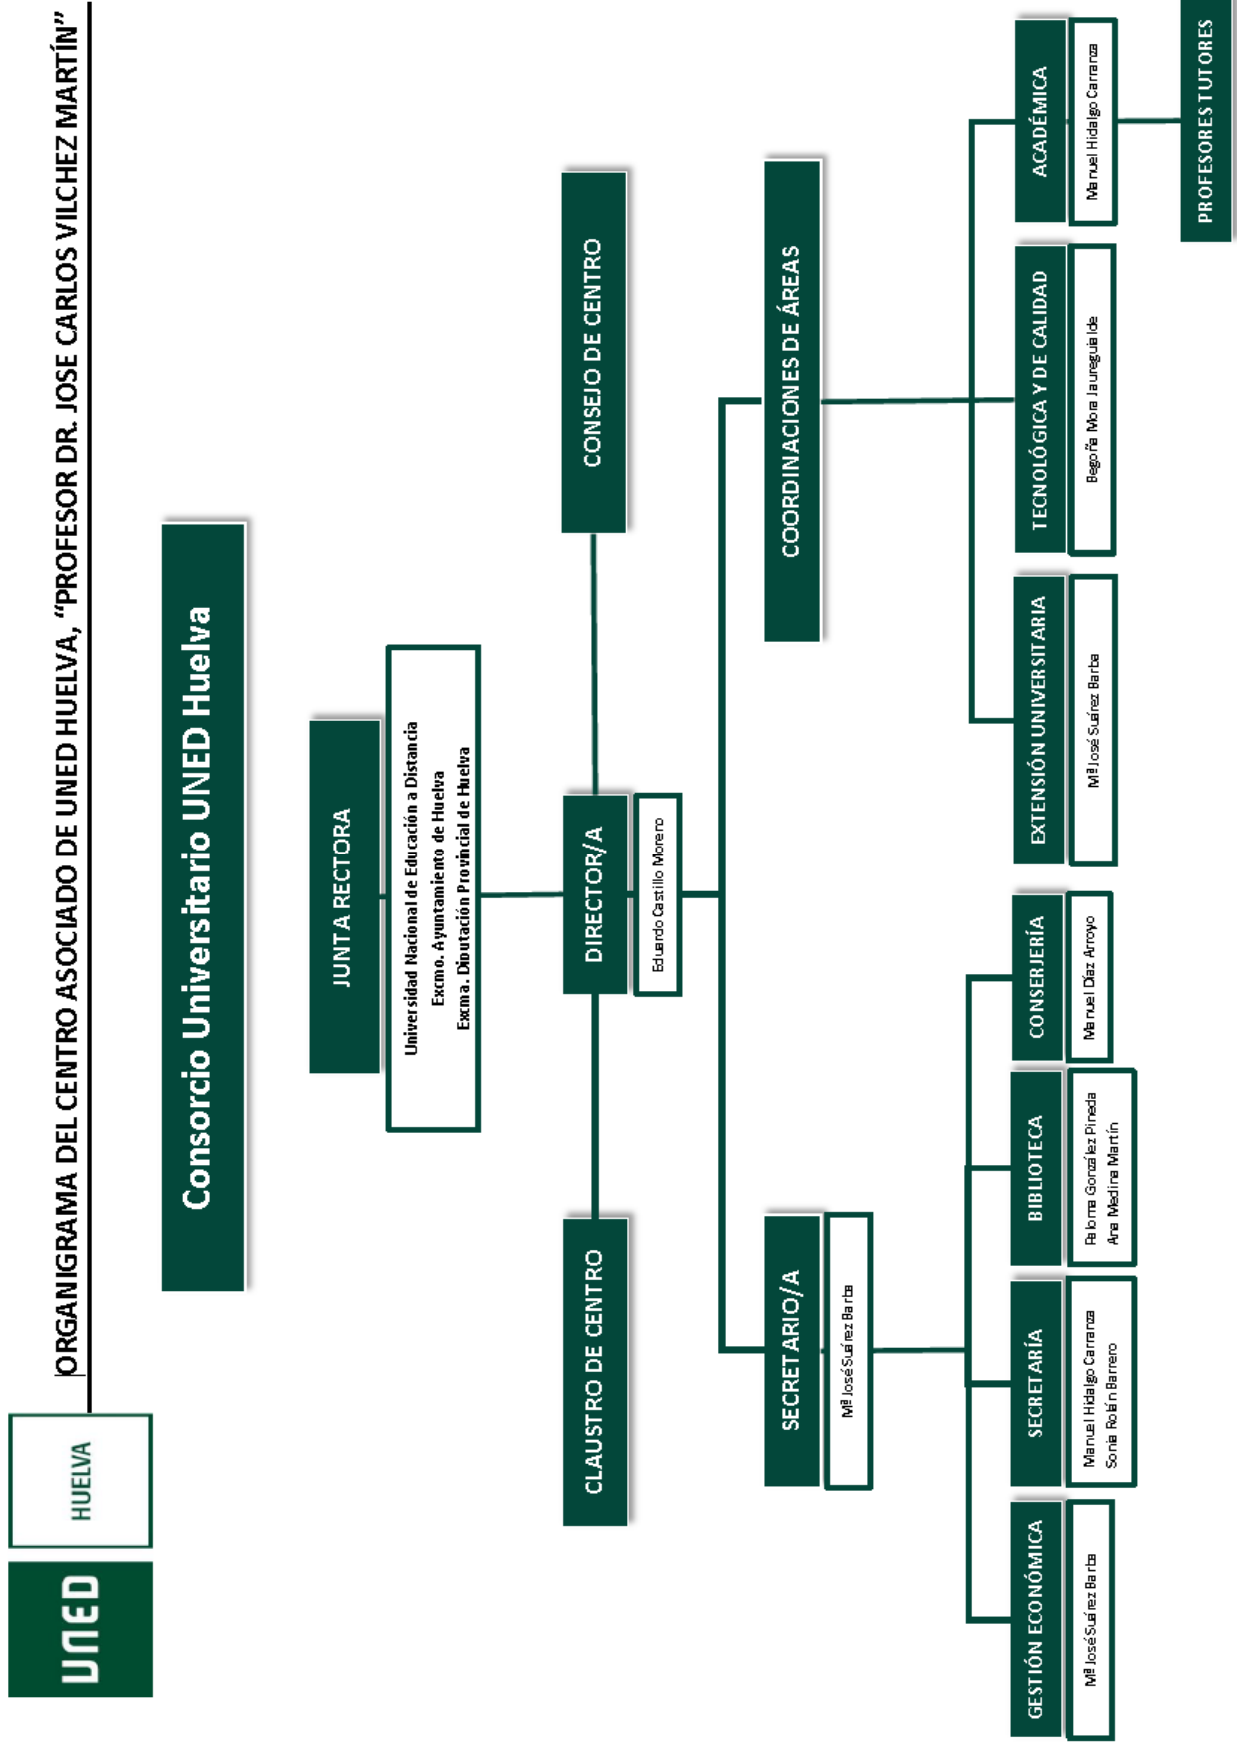 UNED
HUELVA
ORGANIGRAMA DEL CENTRO ASOCIADO DE UNED HUELVA, “PROFESOR DR. JOSE CARLOS VILCHEZ MARTÍN”
Consorcio Universitario UNED Huelva
JUNTA RECTORA
Universidad Nacional de Educación a Distancia
Excmo. Ayuntamiento de Huelva
Excma. Diputación Provincial de Huelva
CLAUSTRO DE CENTRO
DIRECTOR/A
CONSEJO DE CENTRO
Eduardo Castillo Moreno
SECRETARIO/A
COORDINACIONES DE ÁREAS
Mª José Suárez Barba
GESTIÓN ECONÓMICA
Mª José Suárez Barba
SECRETARÍA
Manuel Hidalgo Carranza
Sonia Rolán Barrero
BIBLIOTECA
Paloma González Pineda
Ana Medina Martín
CONSERJERÍA
Manuel Díaz Arroyo
EXTENSIÓN UNIVERSITARIA
Mª José Suárez Barba
TECNOLÓGICA Y DE CALIDAD
Begoña Mora Jaureguialde
ACADÉMICA
Manuel Hidalgo Carranza
PROFESORES TUTORES